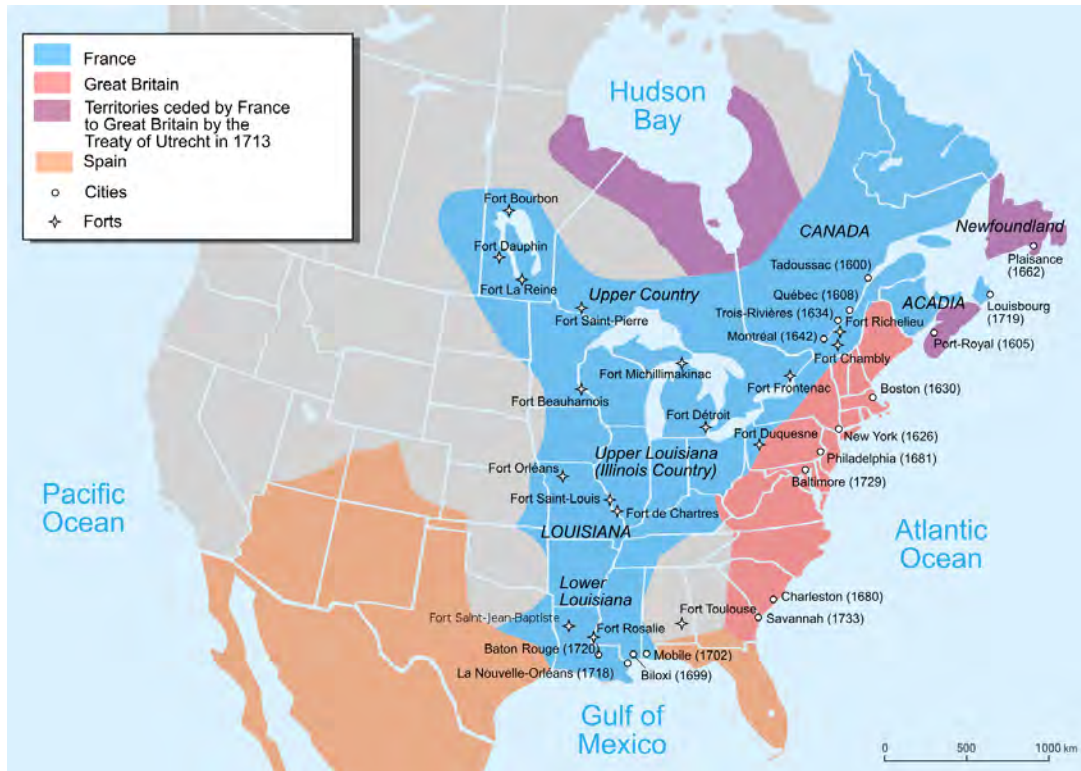 France
Great Britain
Territories ceded by France
to Great Britain by the
Treaty of Utrecht in 1713
Spain
Cities
Forts
Hudson
Bay
Fort Bourbon
Fort Dauphin
Fort La Reine
Upper Country
Fort Saint-Pierre
CANADA
Newfoundland
Plaisance
(1662)
Tadoussac (1600)
Québec (1608)
ACADIA
Louisbourg
(1719)
Trois-Rivières (1634)
Fort Richelieu
Montréal (1642)
Port-Royal (1605)
Fort Chambly
Fort Michillimakinac
Fort Frontenac
Fort Beauharnois
Boston (1630)
Fort Détroit
Fort Duquesne
New York (1626)
Upper Louisiana
(Illinois Country)
Philadelphia (1681)
Fort Orléans
Baltimore (1729)
Pacific
Ocean
Fort Saint-Louis
Fort de Chartres
LOUISIANA
Atlantic
Ocean
Lower
Louisiana
Charleston (1680)
Fort Toulouse
Savannah (1733)
Fort Saint-Jean-Baptiste
Fort Rosalie
Baton Rouge (1720)
Mobile (1702)
La Nouvelle-Orléans (1718)
Biloxi (1699)
Gulf of
Mexico
0 500 1000 km